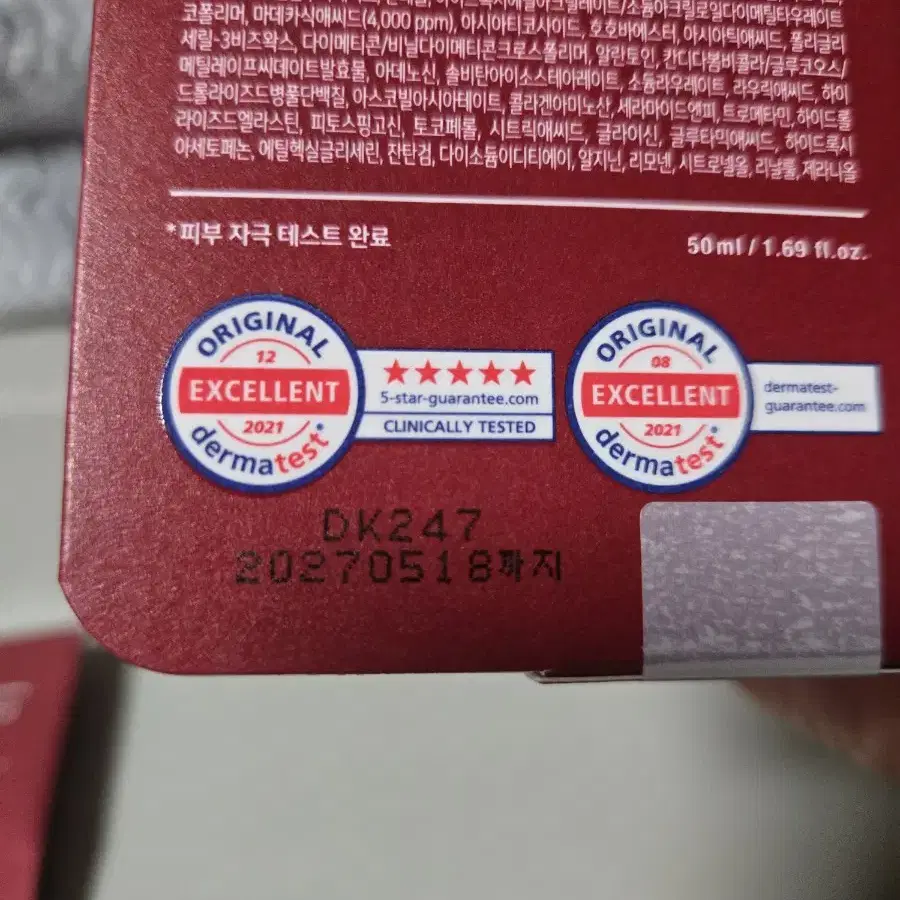 코폴리머, 마데카식애씨드(4,000 ppm), 아시아티코사이드, 호호바에스터, 아시아틱애씨드, 폴리글리
세릴-3비즈왁스, 다이메티콘/비닐다이메티콘크로스폴리머, 알란토인, 칸디다봄비콜라/글루코오스/
메틸레이프씨데이트발효물, 아데노신, 솔비탄아이소스테아레이트, 소듐라우레이트, 라우릭애씨드, 하이
드롤라이즈드병풀단백질, 아스코빌아시아테이트, 콜라겐아미노산, 세라마이드엔피, 트로메타민, 하이드롤
라이즈드엘라스틴, 피토스핑고신, 토코페롤, 시트릭애씨드, 글라이신, 글루타믹애씨드, 하이드록시
아세토페논, 에틸헥실글리세린, 잔탄검, 다이소듐이디티에이, 알지닌, 리모넨, 시트로넬올, 리날룰, 제라니올
*피부 자극 테스트 완료
50 ml / 1.69 fl.oz.
ORIGINAL
12
EXCELLENT
2021
dermatest®
★★★★★
5-star-guarantee.com
CLINICALLY TESTED
ORIGINAL
08
EXCELLENT
2021
dermatest®
dermatest-
guarantee.com
DK247
20270518까지